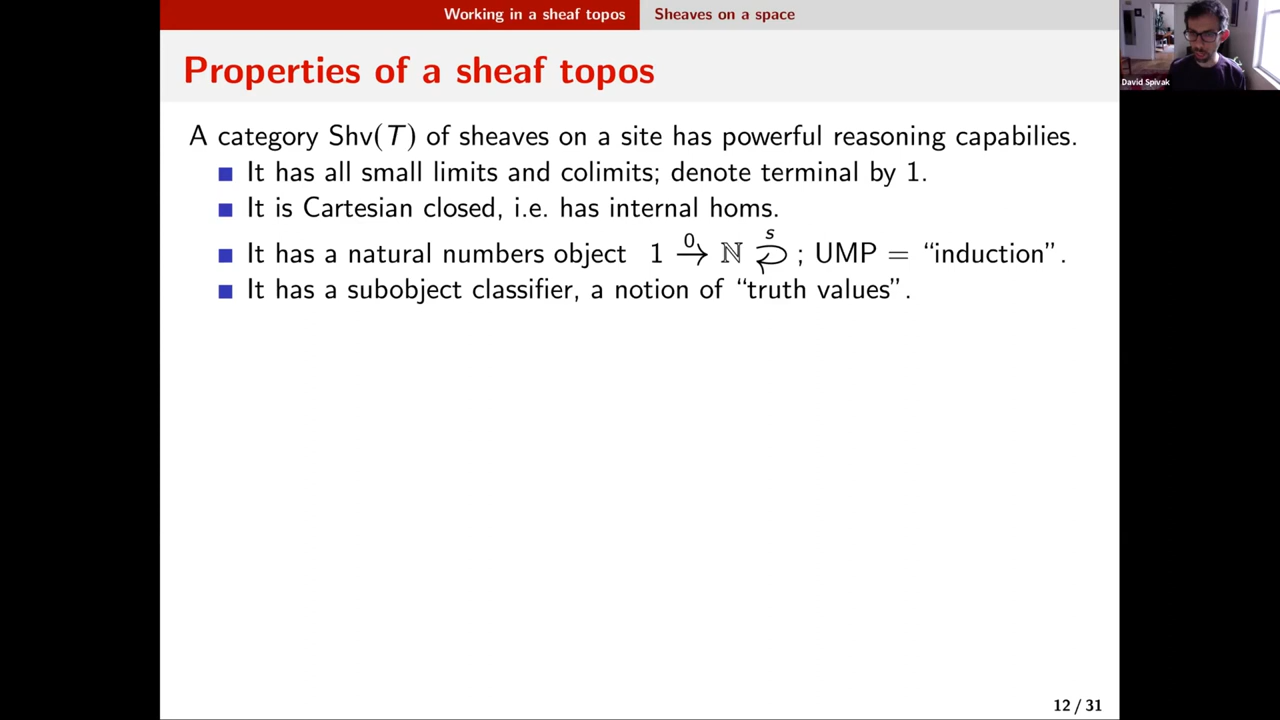 Working in a sheaf topos Sheaves on a space
David Spivak
Properties of a sheaf topos
A category Shv(T) of sheaves on a site has powerful reasoning capabilies.
It has all small limits and colimits; denote terminal by 1.
It is Cartesian closed, i.e. has internal homs.
It has a natural numbers object 1 →0 ℕ ⤾s ; UMP = “induction”.
It has a subobject classifier, a notion of “truth values”.
12 / 31